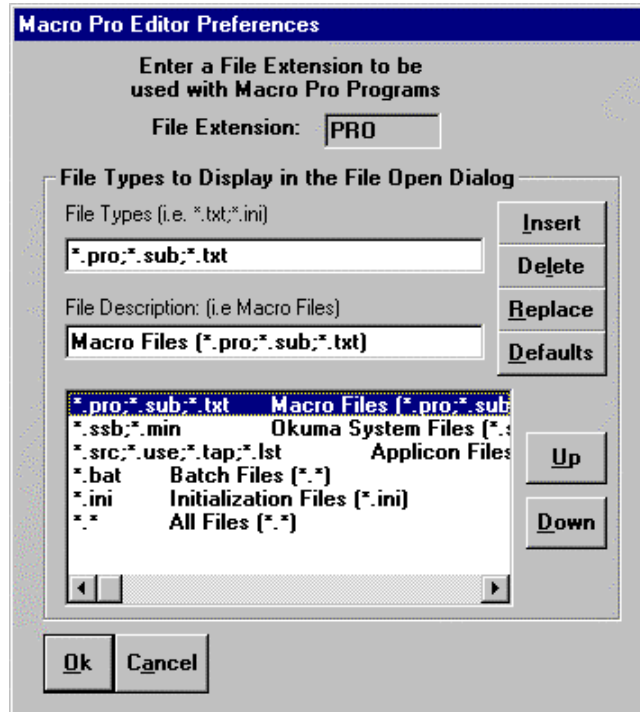 Macro Pro Editor Preferences
Enter a File Extension to be
used with Macro Pro Programs
File Extension: PRO
File Types to Display in the File Open Dialog
File Types (i.e. *.txt;*.ini)
*.pro;*.sub;*.txt
Insert
Delete
File Description: (i.e Macro Files)
Macro Files (*.pro;*.sub;*.txt)
Replace
Defaults
*.pro;*.sub;*.txt Macro Files (*.pro;*.sub
*.ssb;*.min Okuma System Files (*.s
*.src;*.use;*.tap;*.lst Applicon Files
*.bat Batch Files (*.*)
*.ini Initialization Files (*.ini)
*.* All Files (*.*)
Up
Down
Ok Cancel